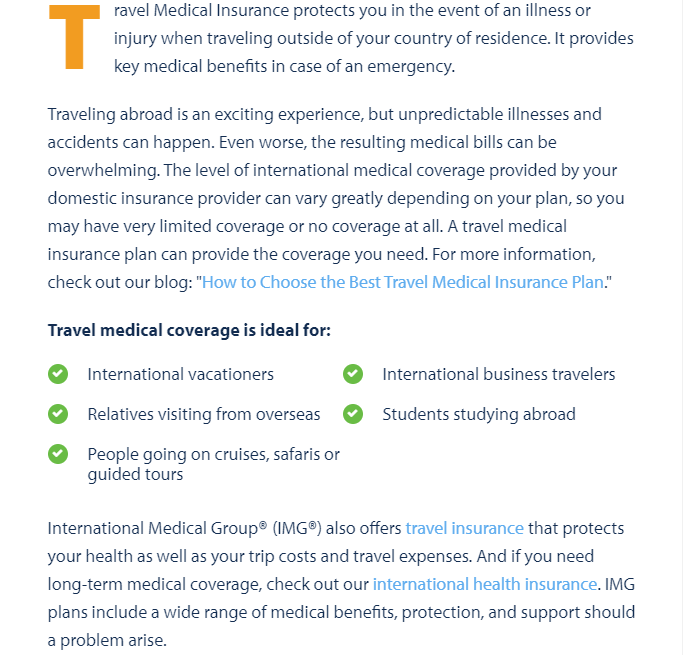 Travel Medical Insurance protects you in the event of an illness or
injury when traveling outside of your country of residence. It provides
key medical benefits in case of an emergency.
Traveling abroad is an exciting experience, but unpredictable illnesses and
accidents can happen. Even worse, the resulting medical bills can be
overwhelming. The level of international medical coverage provided by your
domestic insurance provider can vary greatly depending on your plan, so you
may have very limited coverage or no coverage at all. A travel medical
insurance plan can provide the coverage you need. For more information,
check out our blog: "How to Choose the Best Travel Medical Insurance Plan."
Travel medical coverage is ideal for:
International vacationers
International business travelers
Relatives visiting from overseas
Students studying abroad
People going on cruises, safaris or
guided tours
International Medical Group® (IMG®) also offers travel insurance that protects
your health as well as your trip costs and travel expenses. And if you need
long-term medical coverage, check out our international health insurance. IMG
plans include a wide range of medical benefits, protection, and support should
a problem arise.